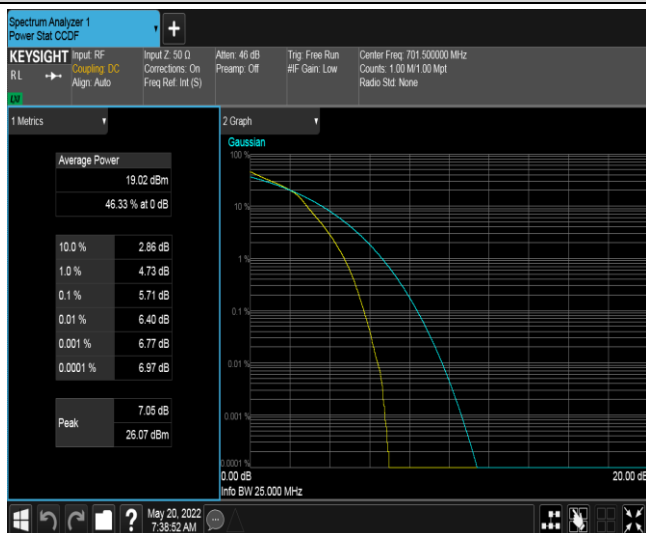 Spectrum Analyzer 1
Power Stat CCDF
KEYSIGHT
RL
Input: RF
Coupling: DC
Align: Auto
Input Z: 50 Ω
Corrections: On
Freq Ref: Int (S)
Atten: 46 dB
Preamp: Off
Trig: Free Run
#IF Gain: Low
Center Freq: 701.500000 MHz
Counts: 1.00 M/1.00 Mpt
Radio Std: None
1 Metrics
Average Power
19.02 dBm
46.33 % at 0 dB
10.0 % 2.86 dB
1.0 % 4.73 dB
0.1 % 5.71 dB
0.01 % 6.40 dB
0.001 % 6.77 dB
0.0001 % 6.97 dB
Peak
7.05 dB
26.07 dBm
2 Graph
Gaussian
100 %
10 %
1 %
0.1 %
0.01 %
0.001 %
0.0001 %
0.00 dB
20.00 dB
Info BW 25.000 MHz
May 20, 2022
7:38:52 AM